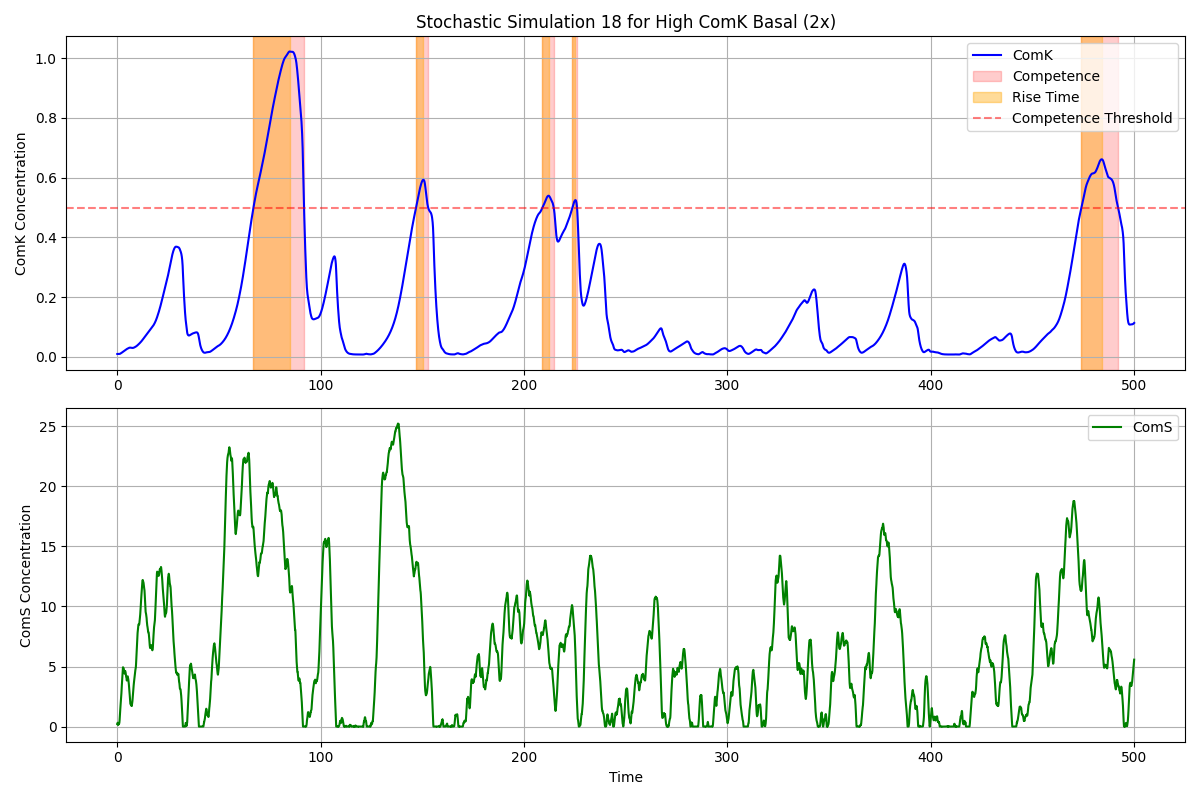 Stochastic Simulation 18 for High ComK Basal (2x)
ComK Concentration
1.0
0.8
0.6
0.4
0.2
0.0
ComK
Competence
Rise Time
Competence Threshold
0 100 200 300 400 500
ComS Concentration
25
20
15
10
5
0
ComS
0 100 200 300 400 500
Time